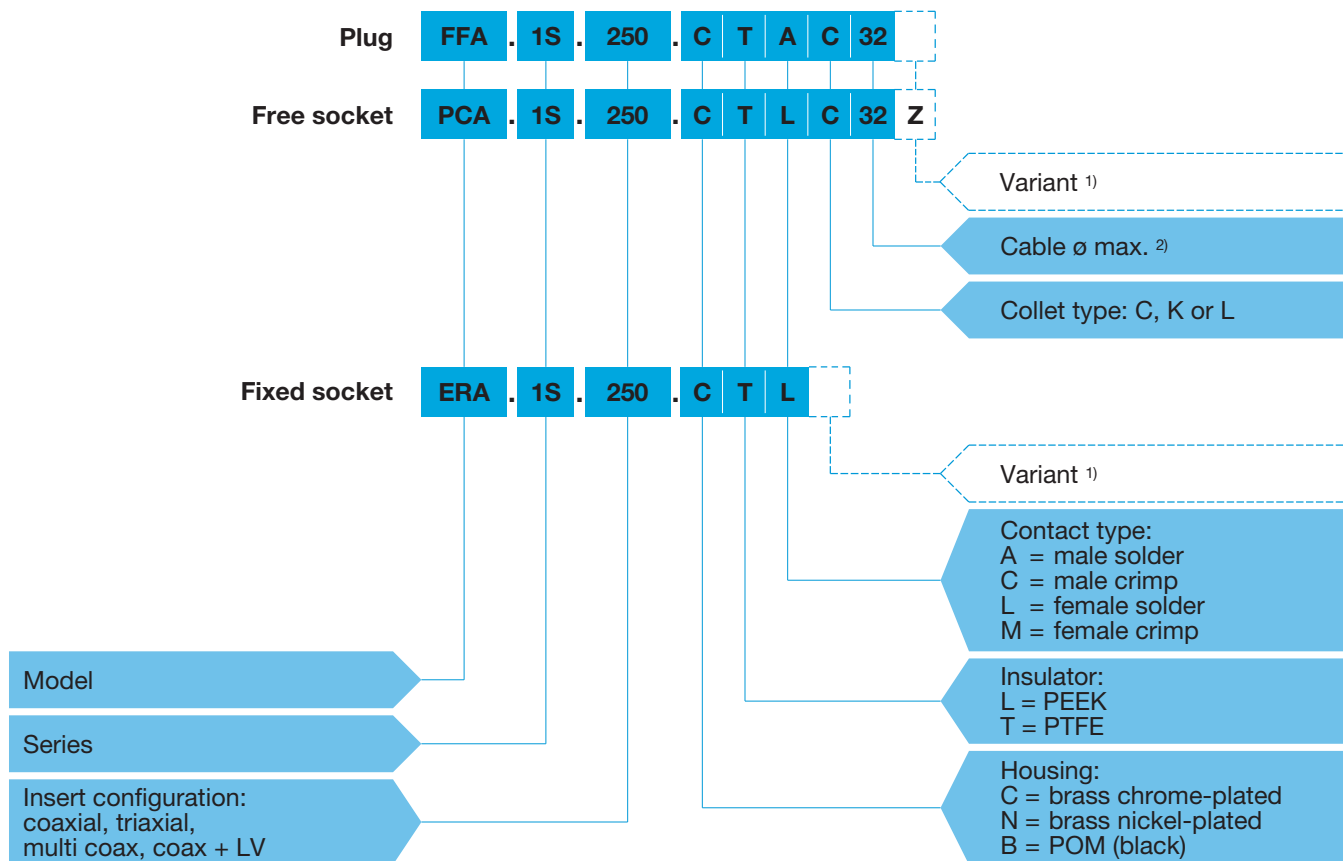 Plug FFA . 1S . 250 . C T A C 32
Free socket PCA . 1S . 250 . C T L C 32 Z
Variant 1)
Cable ø max. 2)
Collet type: C, K or L
Fixed socket ERA . 1S . 250 . C T L
Variant 1)
Contact type:
A = male solder
C = male crimp
L = female solder
M = female crimp
Model
Insulator:
L = PEEK
T = PTFE
Series
Housing:
C = brass chrome-plated
N = brass nickel-plated
B = POM (black)
Insert configuration:
coaxial, triaxial,
multi coax, coax + LV